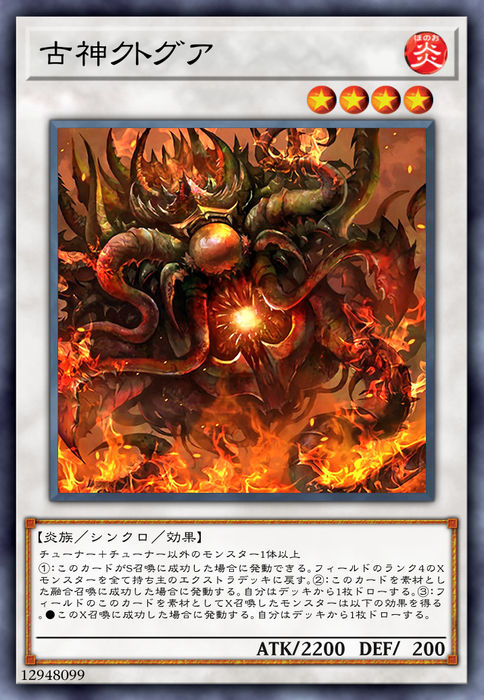 古神クトグア
ほのお
炎
【炎族／シンクロ／効果】
チューナー＋チューナー以外のモンスター1体以上
①：このカードがS召喚に成功した場合に発動できる。フィールドのランク4のX
モンスターを全て持ち主のエクストラデッキに戻す。②：このカードを素材とし
た融合召喚に成功した場合に発動する。自分はデッキから1枚ドローする。③：フ
ィールドのこのカードを素材としてX召喚したモンスターは以下の効果を得
る。●このX召喚に成功した場合に発動する。自分はデッキから1枚ドローする。
ATK/2200 DEF/ 200
12948099